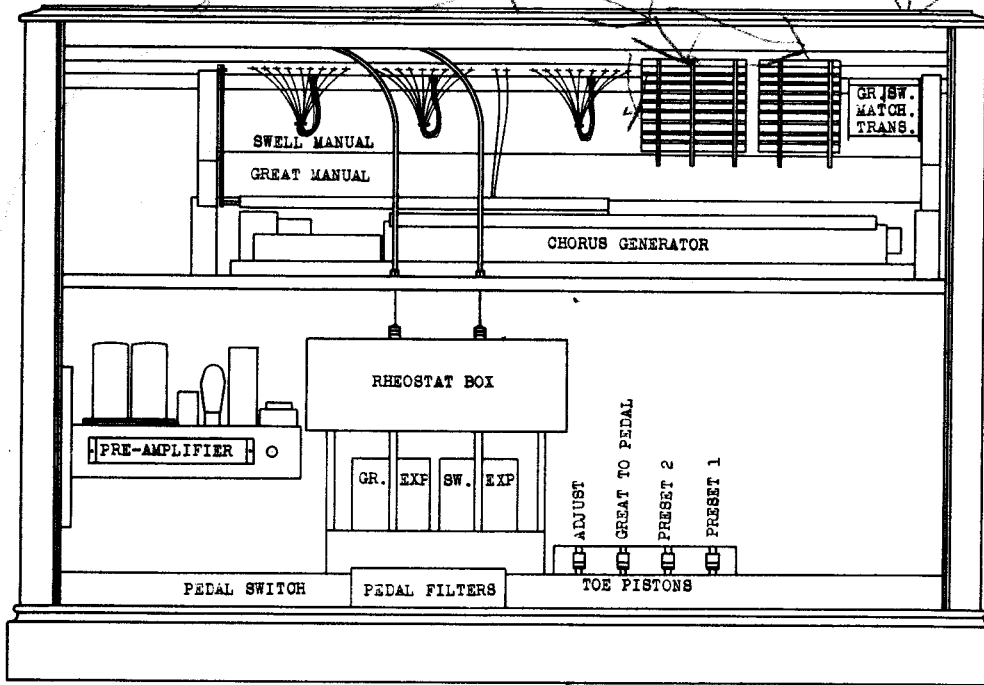 GR./SW.
MATCH.
TRANS.
SWELL MANUAL
GREAT MANUAL
CHORUS GENERATOR
RHEOSTAT BOX
PRE-AMPLIFIER
GR. EXP
SW. EXP
ADJUST
GREAT TO PEDAL
PRESET 2
PRESET 1
PEDAL SWITCH
PEDAL FILTERS
TOE PISTONS